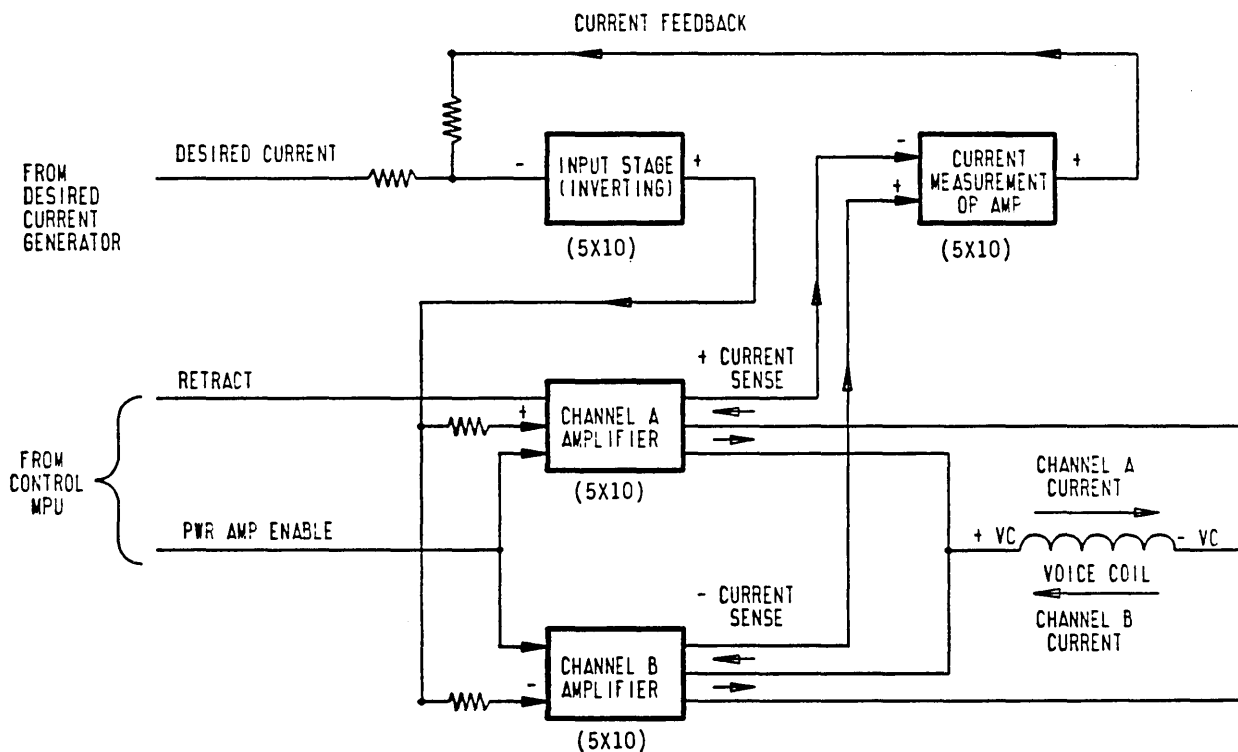 CURRENT FEEDBACK
DESIRED CURRENT
FROM
DESIRED
CURRENT
GENERATOR
-
INPUT STAGE
(INVERTING)
+
(5X10)
-
+
CURRENT
MEASUREMENT
OP AMP
+
(5X10)
RETRACT
+ CURRENT
SENSE
+
CHANNEL A
AMPLIFIER
(5X10)
FROM
CONTROL
MPU
PWR AMP ENABLE
CHANNEL A
CURRENT
+ VC
- VC
VOICE COIL
CHANNEL B
CURRENT
- CURRENT
SENSE
-
CHANNEL B
AMPLIFIER
(5X10)